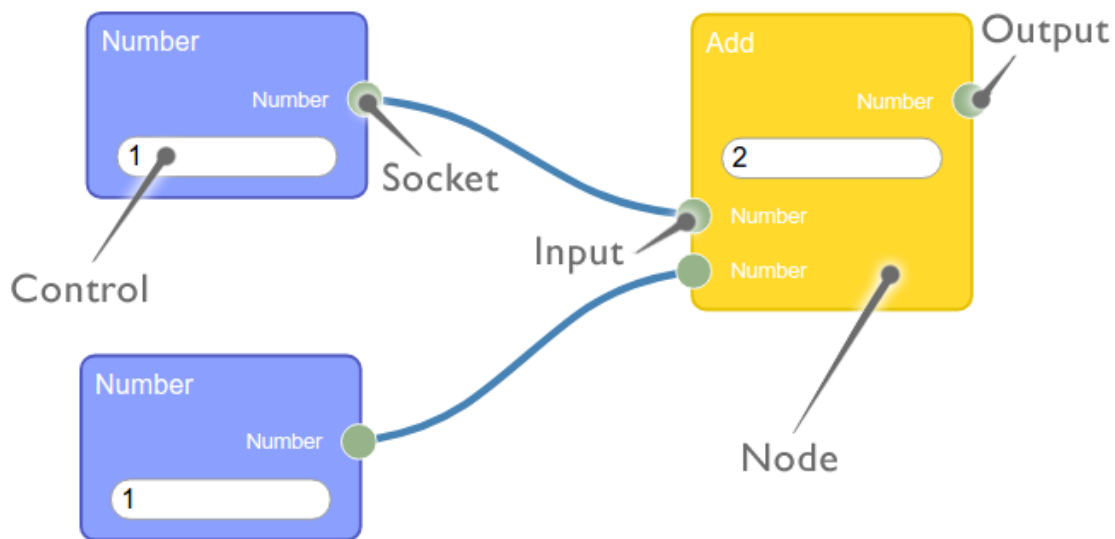 Number
Number
1
Socket
Control
Number
Number
1
Add
Output
Number
2
Number
Input
Number
Node